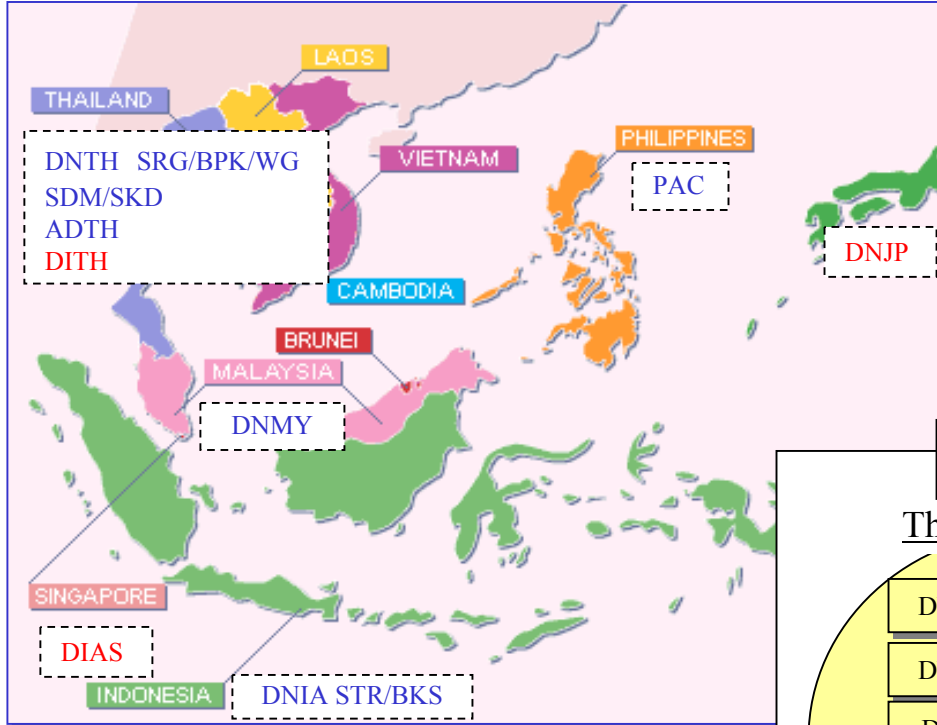 LAOS
THAILAND
DNTH SRG/BPK/WG
SDM/SKD
ADTH
DITH
VIETNAM
CAMBODIA
PHILIPPINES
PAC
DNJP
BRUNEI
MALAYSIA
DNMY
SINGAPORE
DIAS
INDONESIA
DNIA STR/BKS
Th
D
D
D